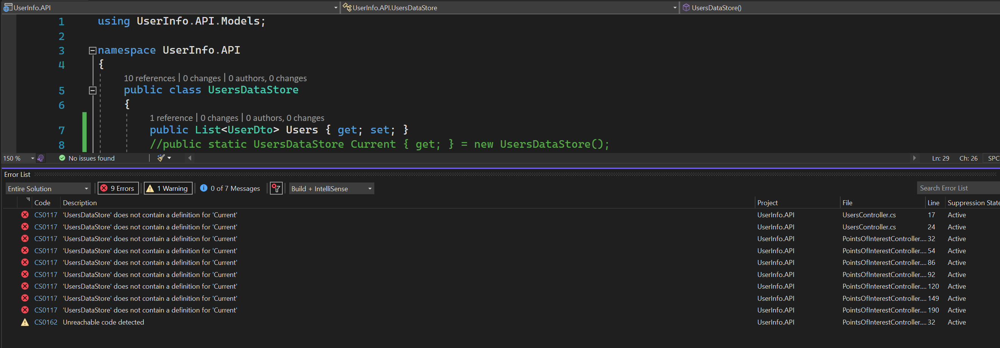 UserInfo.API UserInfo.API.UsersDataStore UsersDataStore()
1 using UserInfo.API.Models;
2
3 namespace UserInfo.API
4 {
10 references | 0 changes | 0 authors, 0 changes
5 public class UsersDataStore
6 {
1 reference | 0 changes | 0 authors, 0 changes
7 public List<UserDto> Users { get; set; }
8 //public static UsersDataStore Current { get; } = new UsersDataStore();
150 % No issues found Ln: 29 Ch: 26 SPC
Error List
Entire Solution 9 Errors 1 Warning 0 of 7 Messages Build + IntelliSense Search Error List
Code Description Project File Line Suppression State
CS0117 'UsersDataStore' does not contain a definition for 'Current' UserInfo.API UsersController.cs 17 Active
CS0117 'UsersDataStore' does not contain a definition for 'Current' UserInfo.API UsersController.cs 24 Active
CS0117 'UsersDataStore' does not contain a definition for 'Current' UserInfo.API PointsOfInterestController.... 32 Active
CS0117 'UsersDataStore' does not contain a definition for 'Current' UserInfo.API PointsOfInterestController.... 54 Active
CS0117 'UsersDataStore' does not contain a definition for 'Current' UserInfo.API PointsOfInterestController.... 86 Active
CS0117 'UsersDataStore' does not contain a definition for 'Current' UserInfo.API PointsOfInterestController.... 92 Active
CS0117 'UsersDataStore' does not contain a definition for 'Current' UserInfo.API PointsOfInterestController.... 120 Active
CS0117 'UsersDataStore' does not contain a definition for 'Current' UserInfo.API PointsOfInterestController.... 149 Active
CS0117 'UsersDataStore' does not contain a definition for 'Current' UserInfo.API PointsOfInterestController.... 190 Active
CS0162 Unreachable code detected UserInfo.API PointsOfInterestController.... 32 Active